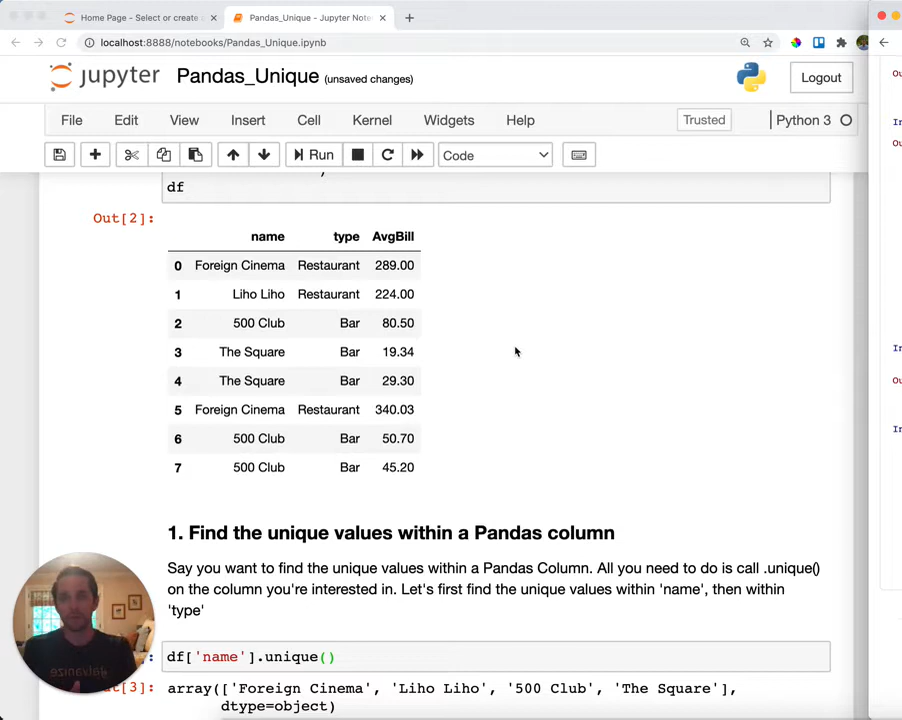 Home Page - Select or create
Pandas_Unique - Jupyter Note
localhost:8888/notebooks/Pandas_Unique.ipynb
jupyter Pandas_Unique (unsaved changes)
Logout
File Edit View Insert Cell Kernel Widgets Help Trusted Python 3
Run Code
df
Out[2]:
name type AvgBill
0 Foreign Cinema Restaurant 289.00
1 Liho Liho Restaurant 224.00
2 500 Club Bar 80.50
3 The Square Bar 19.34
4 The Square Bar 29.30
5 Foreign Cinema Restaurant 340.03
6 500 Club Bar 50.70
7 500 Club Bar 45.20
1. Find the unique values within a Pandas column
Say you want to find the unique values within a Pandas Column. All you need to do is call .unique()
on the column you're interested in. Let's first find the unique values within 'name', then within
'type'
df['name'].unique()
array(['Foreign Cinema', 'Liho Liho', '500 Club', 'The Square'],
dtype=object)
galvanize